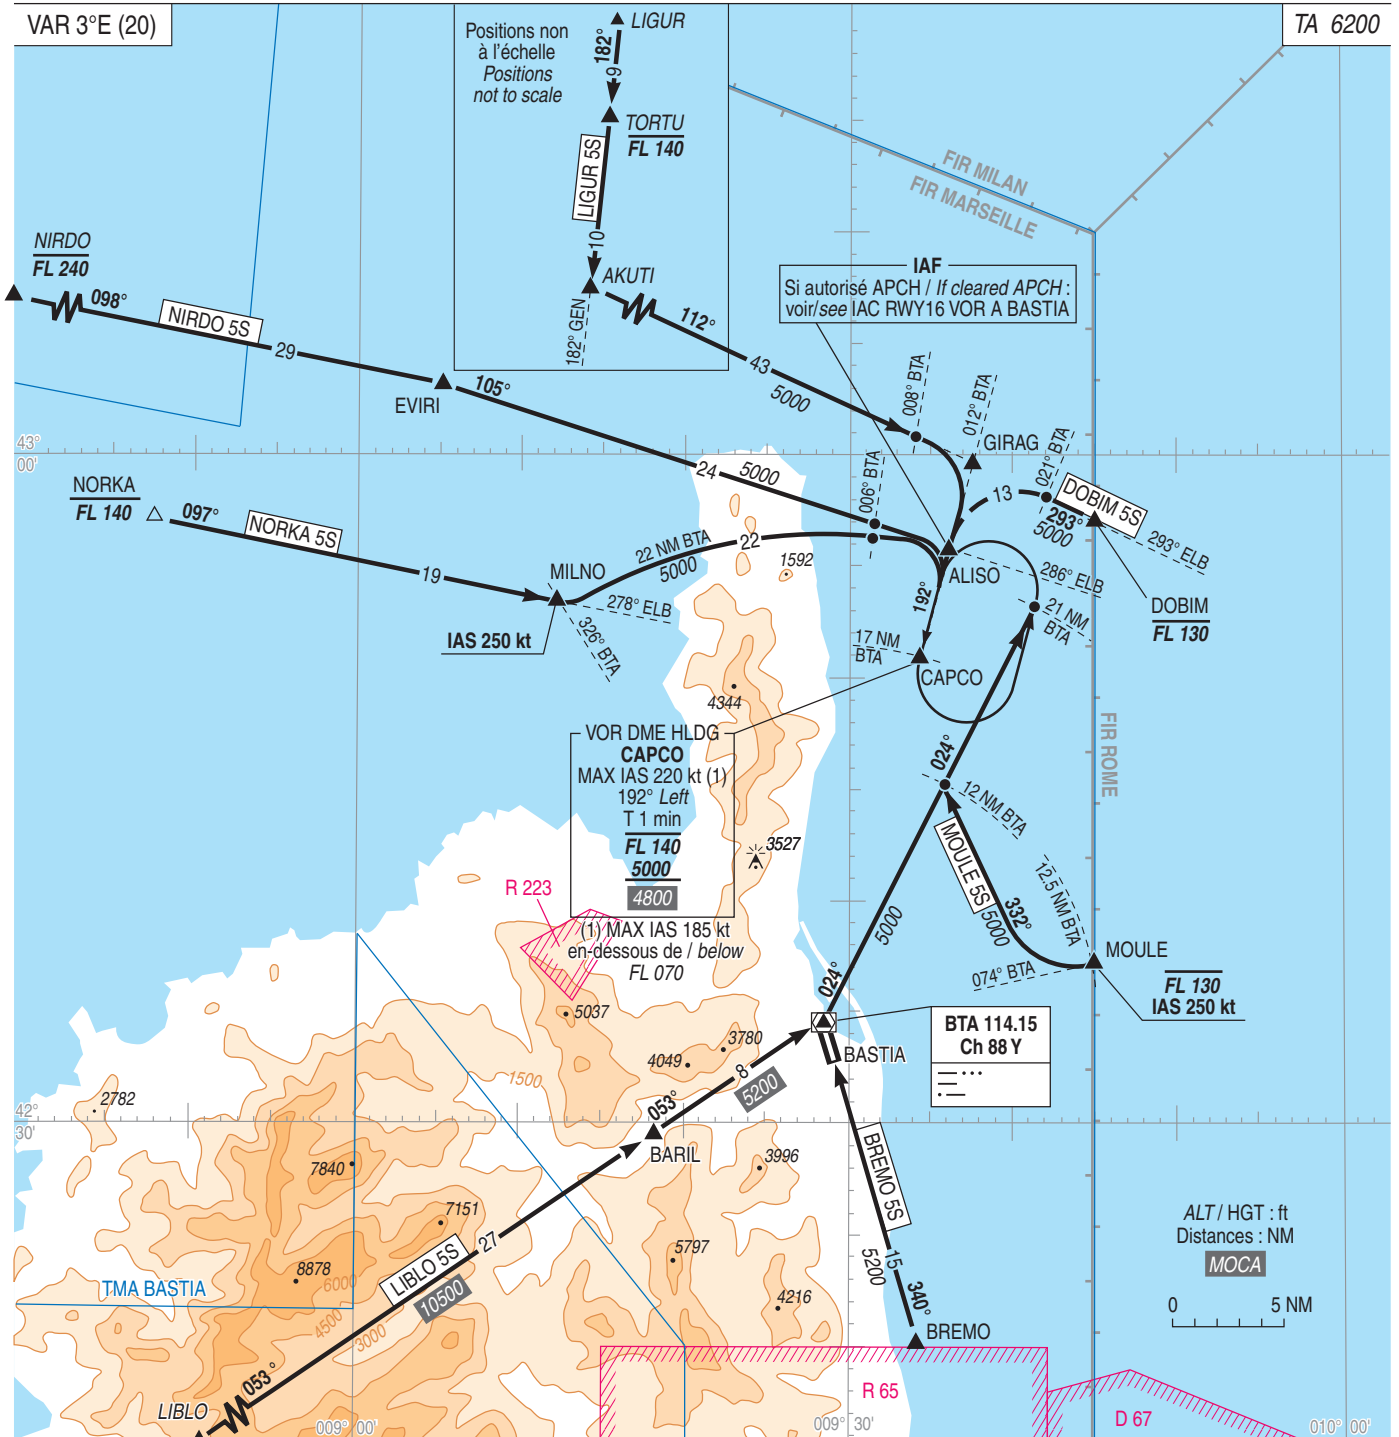 VAR 3°E (20)
TA 6200
Positions non
à l'échelle
Positions
not to scale
LIGUR
182°
9
TORTU
FL 140
LIGUR 5S
10
AKUTI
182° GEN
112°
43
5000
FIR MILAN
FIR MARSEILLE
NIRDO
FL 240
098°
NIRDO 5S
29
EVIRI
105°
24
5000
IAF
Si autorisé APCH / If cleared APCH :
voir/see IAC RWY16 VOR A BASTIA
008° BTA
012° BTA
GIRAG
021° BTA
13
DOBIM 5S
293°
5000
293° ELB
006° BTA
43°
00'
NORKA
FL 140
097°
NORKA 5S
19
MILNO
22 NM BTA
5000
22
278° ELB
326° BTA
IAS 250 kt
1592
ALISO
286° ELB
192°
21 NM
BTA
DOBIM
FL 130
17 NM
BTA
CAPCO
4344
FIR ROME
VOR DME HLDG
CAPCO
MAX IAS 220 kt (1)
192° Left
T 1 min
FL 140
5000
4800
(1) MAX IAS 185 kt
en-dessous de / below
FL 070
024°
12 NM BTA
3527
MOULE 5S
5000
332°
12.5 NM BTA
R 223
5000
MOULE
074° BTA
FL 130
IAS 250 kt
024°
5037
BTA 114.15
Ch 88 Y
BASTIA
3780
4049
8
5200
1500
2782
053°
42°
30'
BARIL
3996
7840
BREMO 5S
7151
27
LIBLO 5S
10500
5797
15
5200
ALT / HGT : ft
Distances : NM
MOCA
8878
6000
TMA BASTIA
4500
3000
4216
340°
0
5 NM
BREMO
053°
LIBLO
R 65
D 67
009° 00'
009° 30'
010° 00'